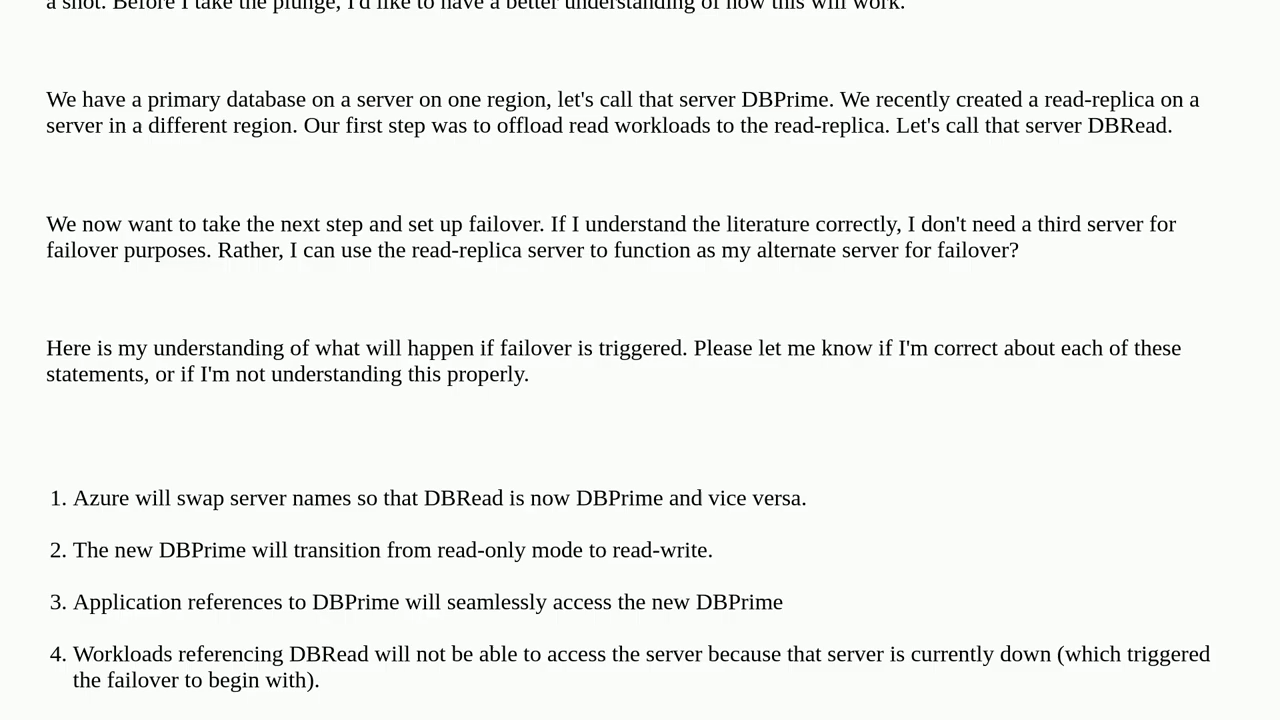 a shot. Before I take the plunge, I'd like to have a better understanding of how this will work.
We have a primary database on a server on one region, let's call that server DBPrime. We recently created a read-replica on a
server in a different region. Our first step was to offload read workloads to the read-replica. Let's call that server DBRead.
We now want to take the next step and set up failover. If I understand the literature correctly, I don't need a third server for
failover purposes. Rather, I can use the read-replica server to function as my alternate server for failover?
Here is my understanding of what will happen if failover is triggered. Please let me know if I'm correct about each of these
statements, or if I'm not understanding this properly.
1. Azure will swap server names so that DBRead is now DBPrime and vice versa.
2. The new DBPrime will transition from read-only mode to read-write.
3. Application references to DBPrime will seamlessly access the new DBPrime
4. Workloads referencing DBRead will not be able to access the server because that server is currently down (which triggered
the failover to begin with).